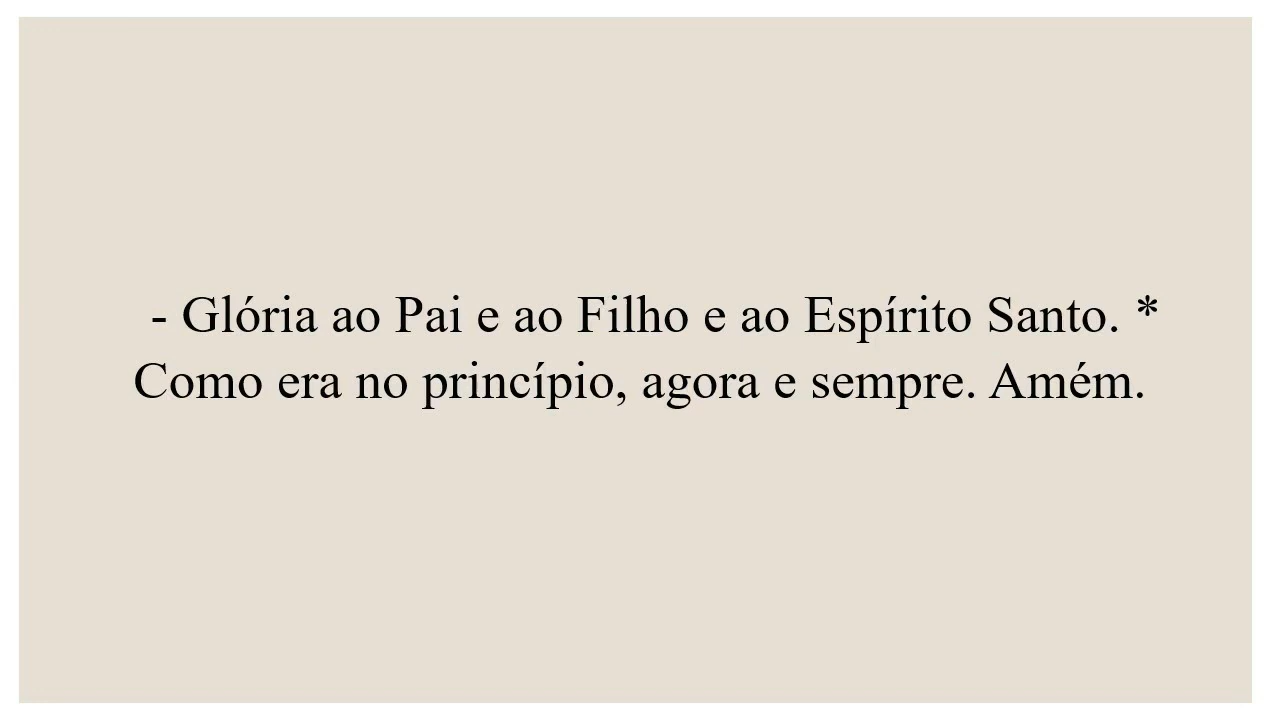 - Glória ao Pai e ao Filho e ao Espírito Santo. *
Como era no princípio, agora e sempre. Amém.